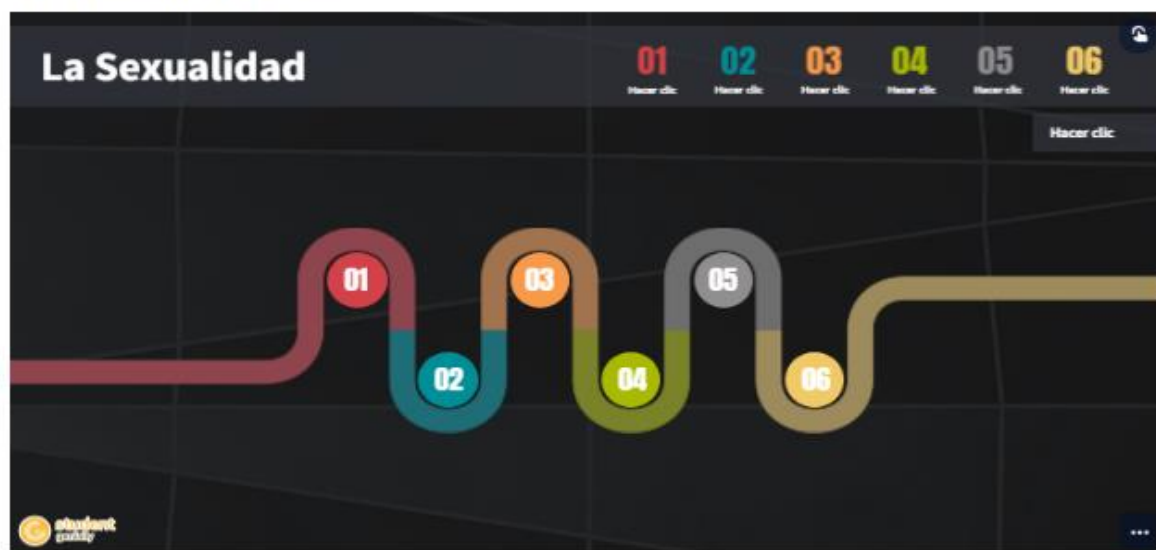 La Sexualidad
01 02 03 04 05 06
Hacer clic Hacer clic Hacer clic Hacer clic Hacer clic Hacer clic
Hacer clic
01 03 05
02 04 06
student